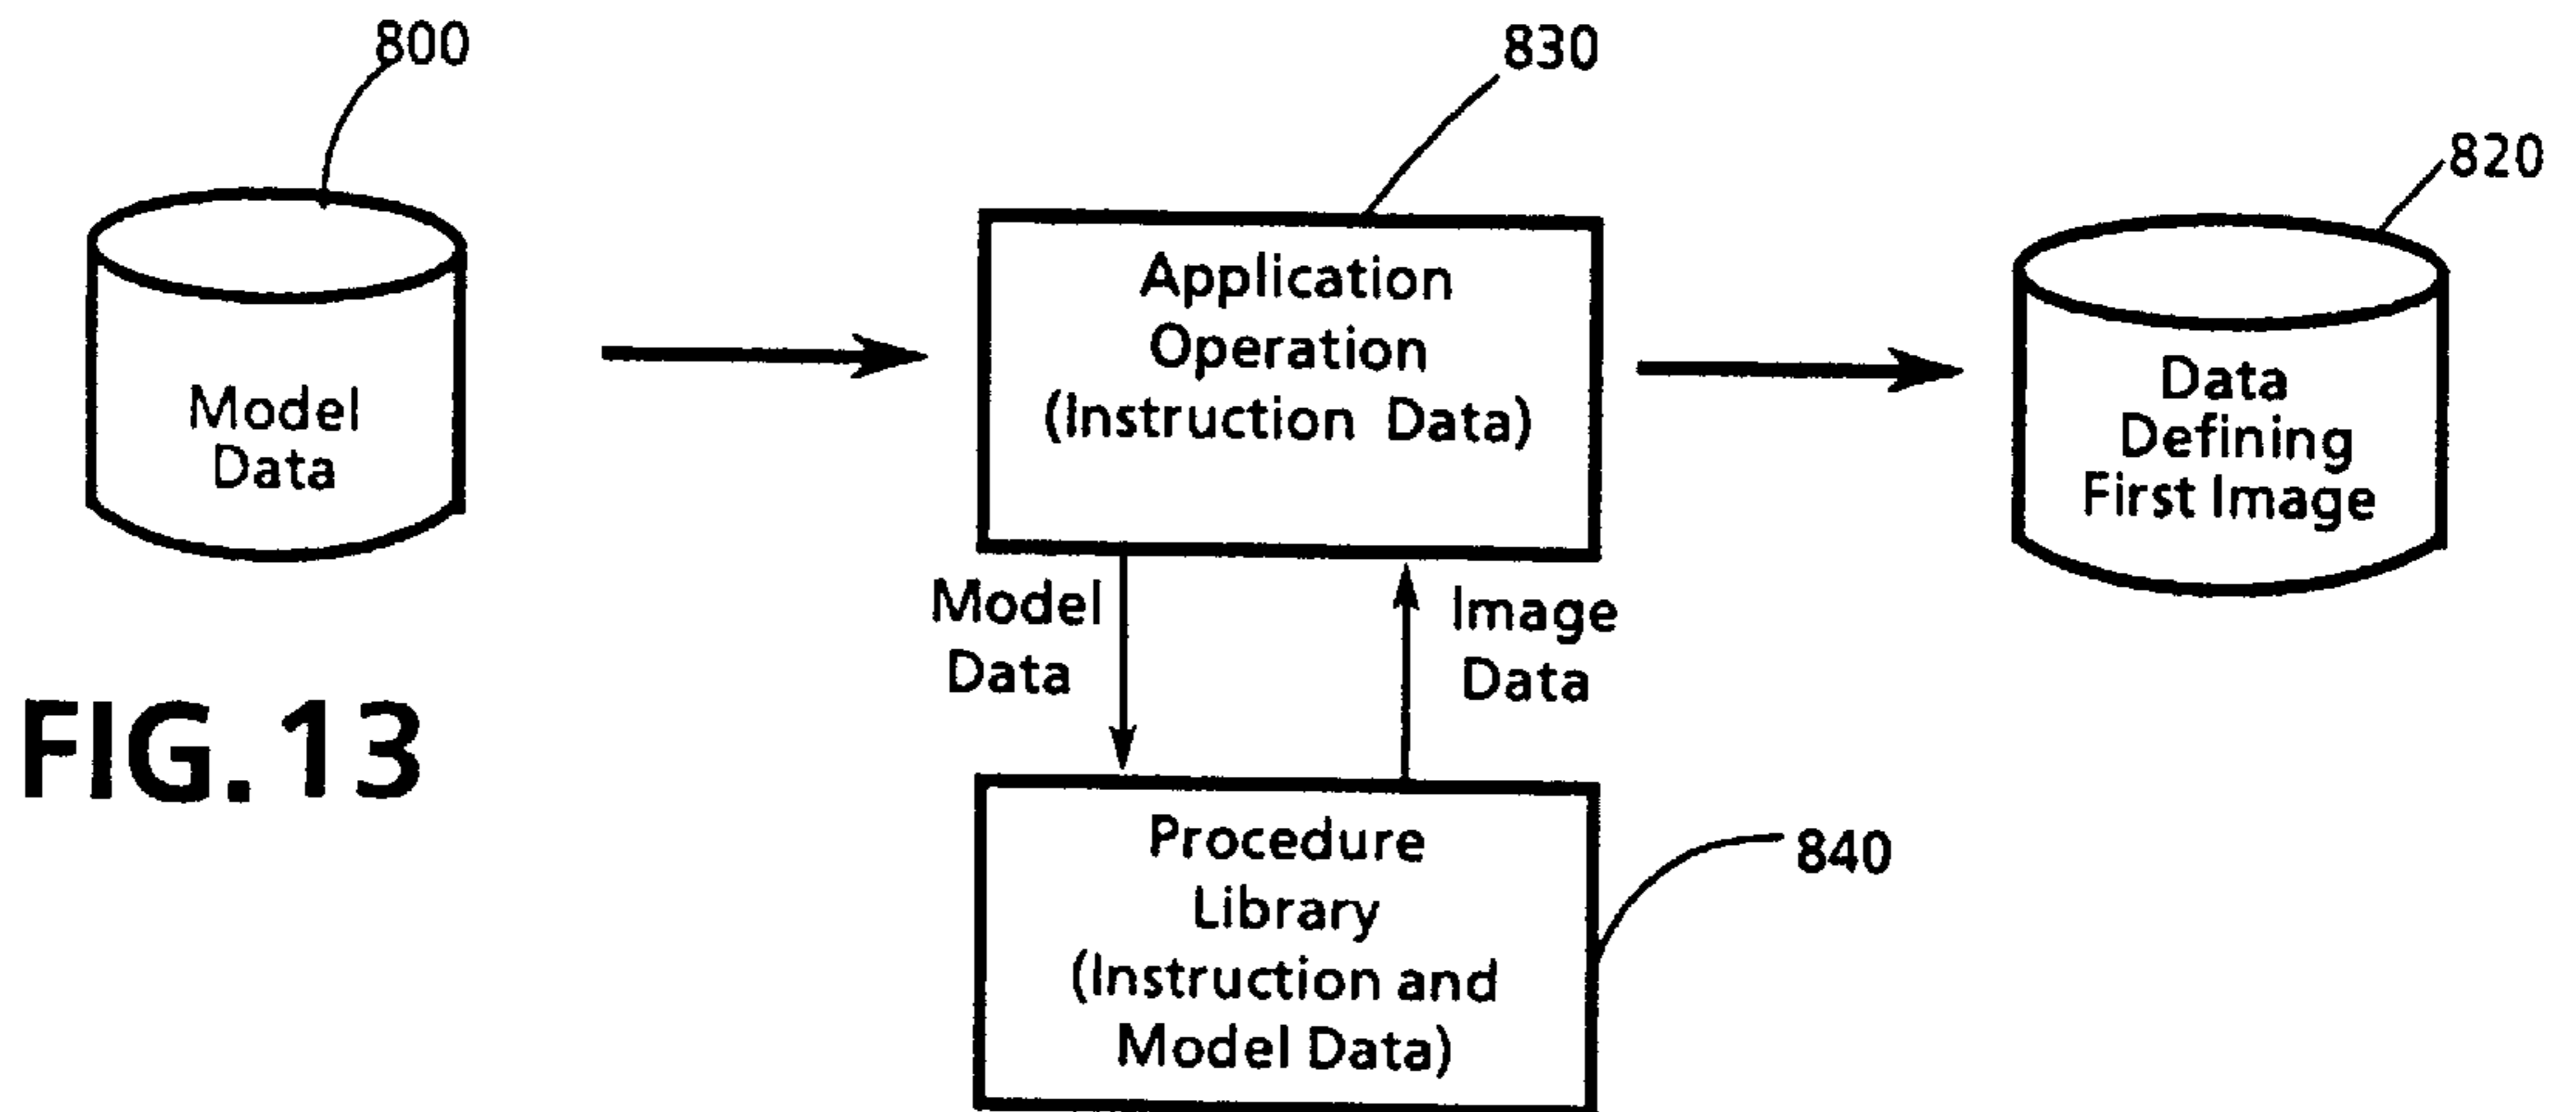 800
830
820
Model
Data
Application
Operation
(Instruction Data)
Data
Defining
First Image
Model
Data
Image
Data
FIG. 13
Procedure
Library
(Instruction and
Model Data)
840